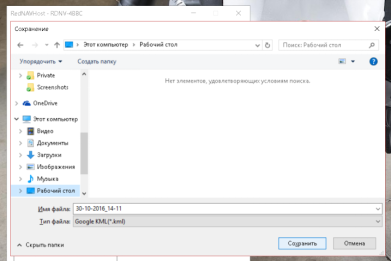 RedNAVHost - RDNV-4BBC
Сохранение
Этот компьютер › Рабочий стол
Поиск: Рабочий стол
Упорядочить
Создать папку
Нет элементов, удовлетворяющих условиям поиска.
Private
Screenshots
OneDrive
Этот компьютер
Видео
Документы
Загрузки
Изображения
Музыка
Рабочий стол
Имя файла: 30-10-2016_14-11
Тип файла: Google KML(*.kml)
Скрыть папки
Сохранить
Отмена